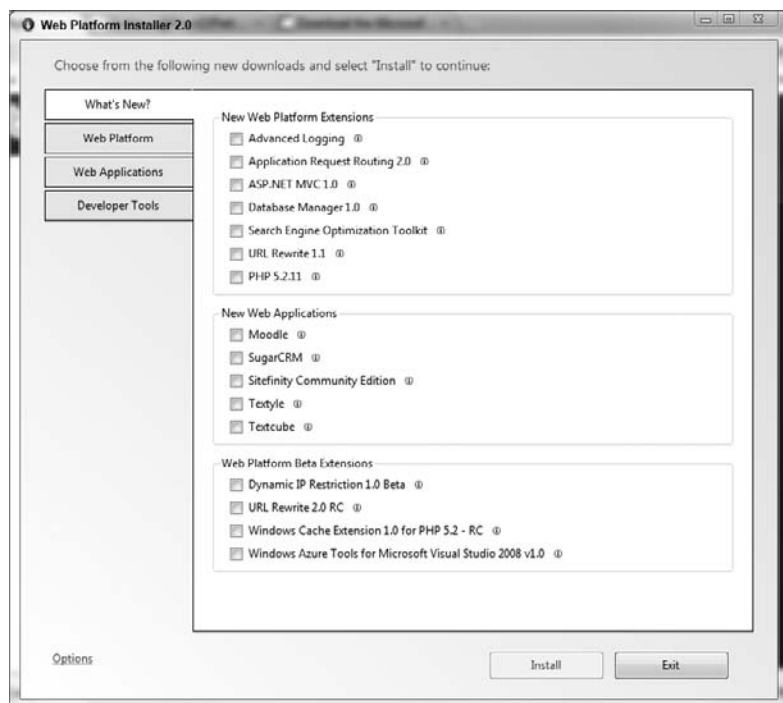 Web Platform Installer 2.0
Choose from the following new downloads and select "Install" to continue:
What's New?
Web Platform
Web Applications
Developer Tools
New Web Platform Extensions
Advanced Logging
Application Request Routing 2.0
ASP.NET MVC 1.0
Database Manager 1.0
Search Engine Optimization Toolkit
URL Rewrite 1.1
PHP 5.2.11
New Web Applications
Moodle
SugarCRM
Sitefinity Community Edition
Textyle
Textcube
Web Platform Beta Extensions
Dynamic IP Restriction 1.0 Beta
URL Rewrite 2.0 RC
Windows Cache Extension 1.0 for PHP 5.2 - RC
Windows Azure Tools for Microsoft Visual Studio 2008 v1.0
Options
Install
Exit